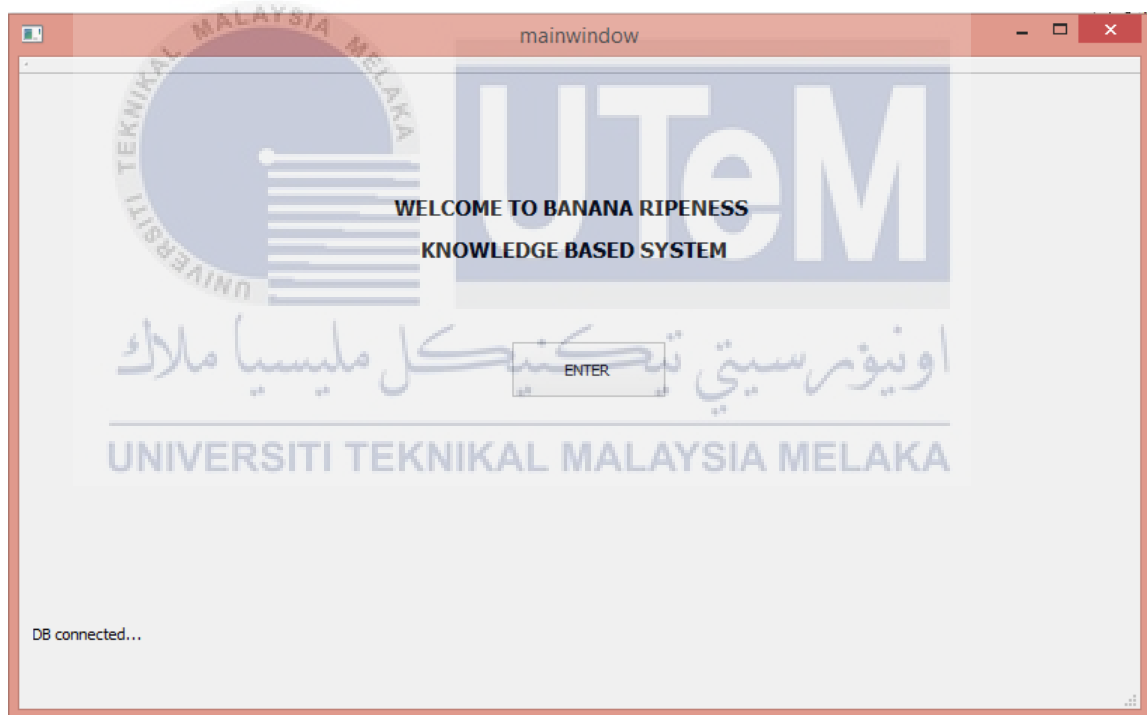 mainwindow
UNIVERSITI TEKNIKAL MALAYSIA MELAKA
UTeM
WELCOME TO BANANA RIPENESS
KNOWLEDGE BASED SYSTEM
اونيۏرسيتي تيكنيكل مليسيا ملاك
ENTER
UNIVERSITI TEKNIKAL MALAYSIA MELAKA
DB connected...